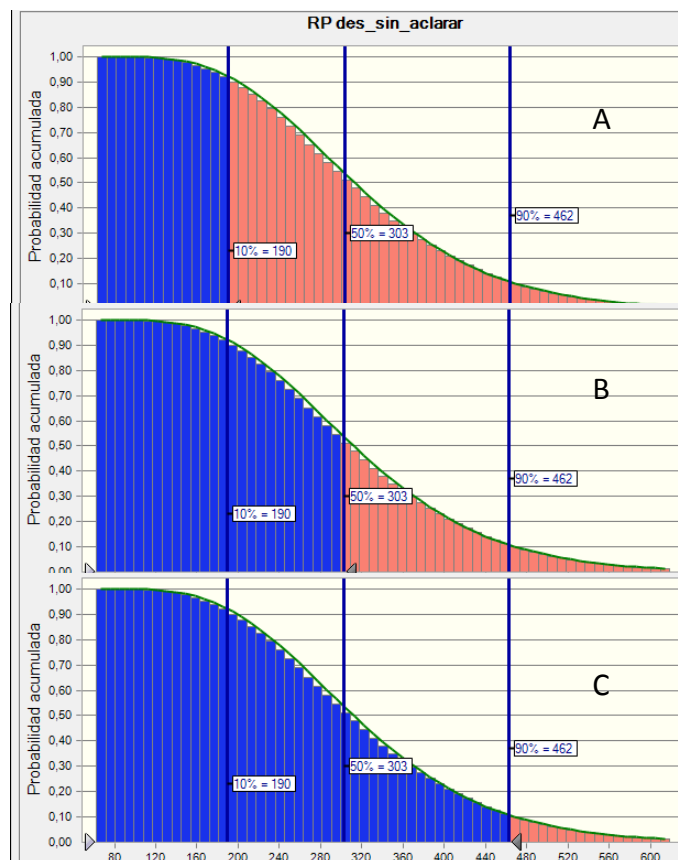 RP des_sin_aclarar
Probabilidad acumulada
1,00
0,90
0,80
0,70
0,60
0,50
0,40
0,30
0,20
0,10
A
10% = 190
50% = 303
90% = 462
Probabilidad acumulada
1,00
0,90
0,80
0,70
0,60
0,50
0,40
0,30
0,20
0,10
0,00
B
10% = 190
50% = 303
90% = 462
Probabilidad acumulada
1,00
0,90
0,80
0,70
0,60
0,50
0,40
0,30
0,20
0,10
0,00
C
10% = 190
50% = 303
90% = 462
80 120 160 200 240 280 320 360 400 440 480 520 560 600